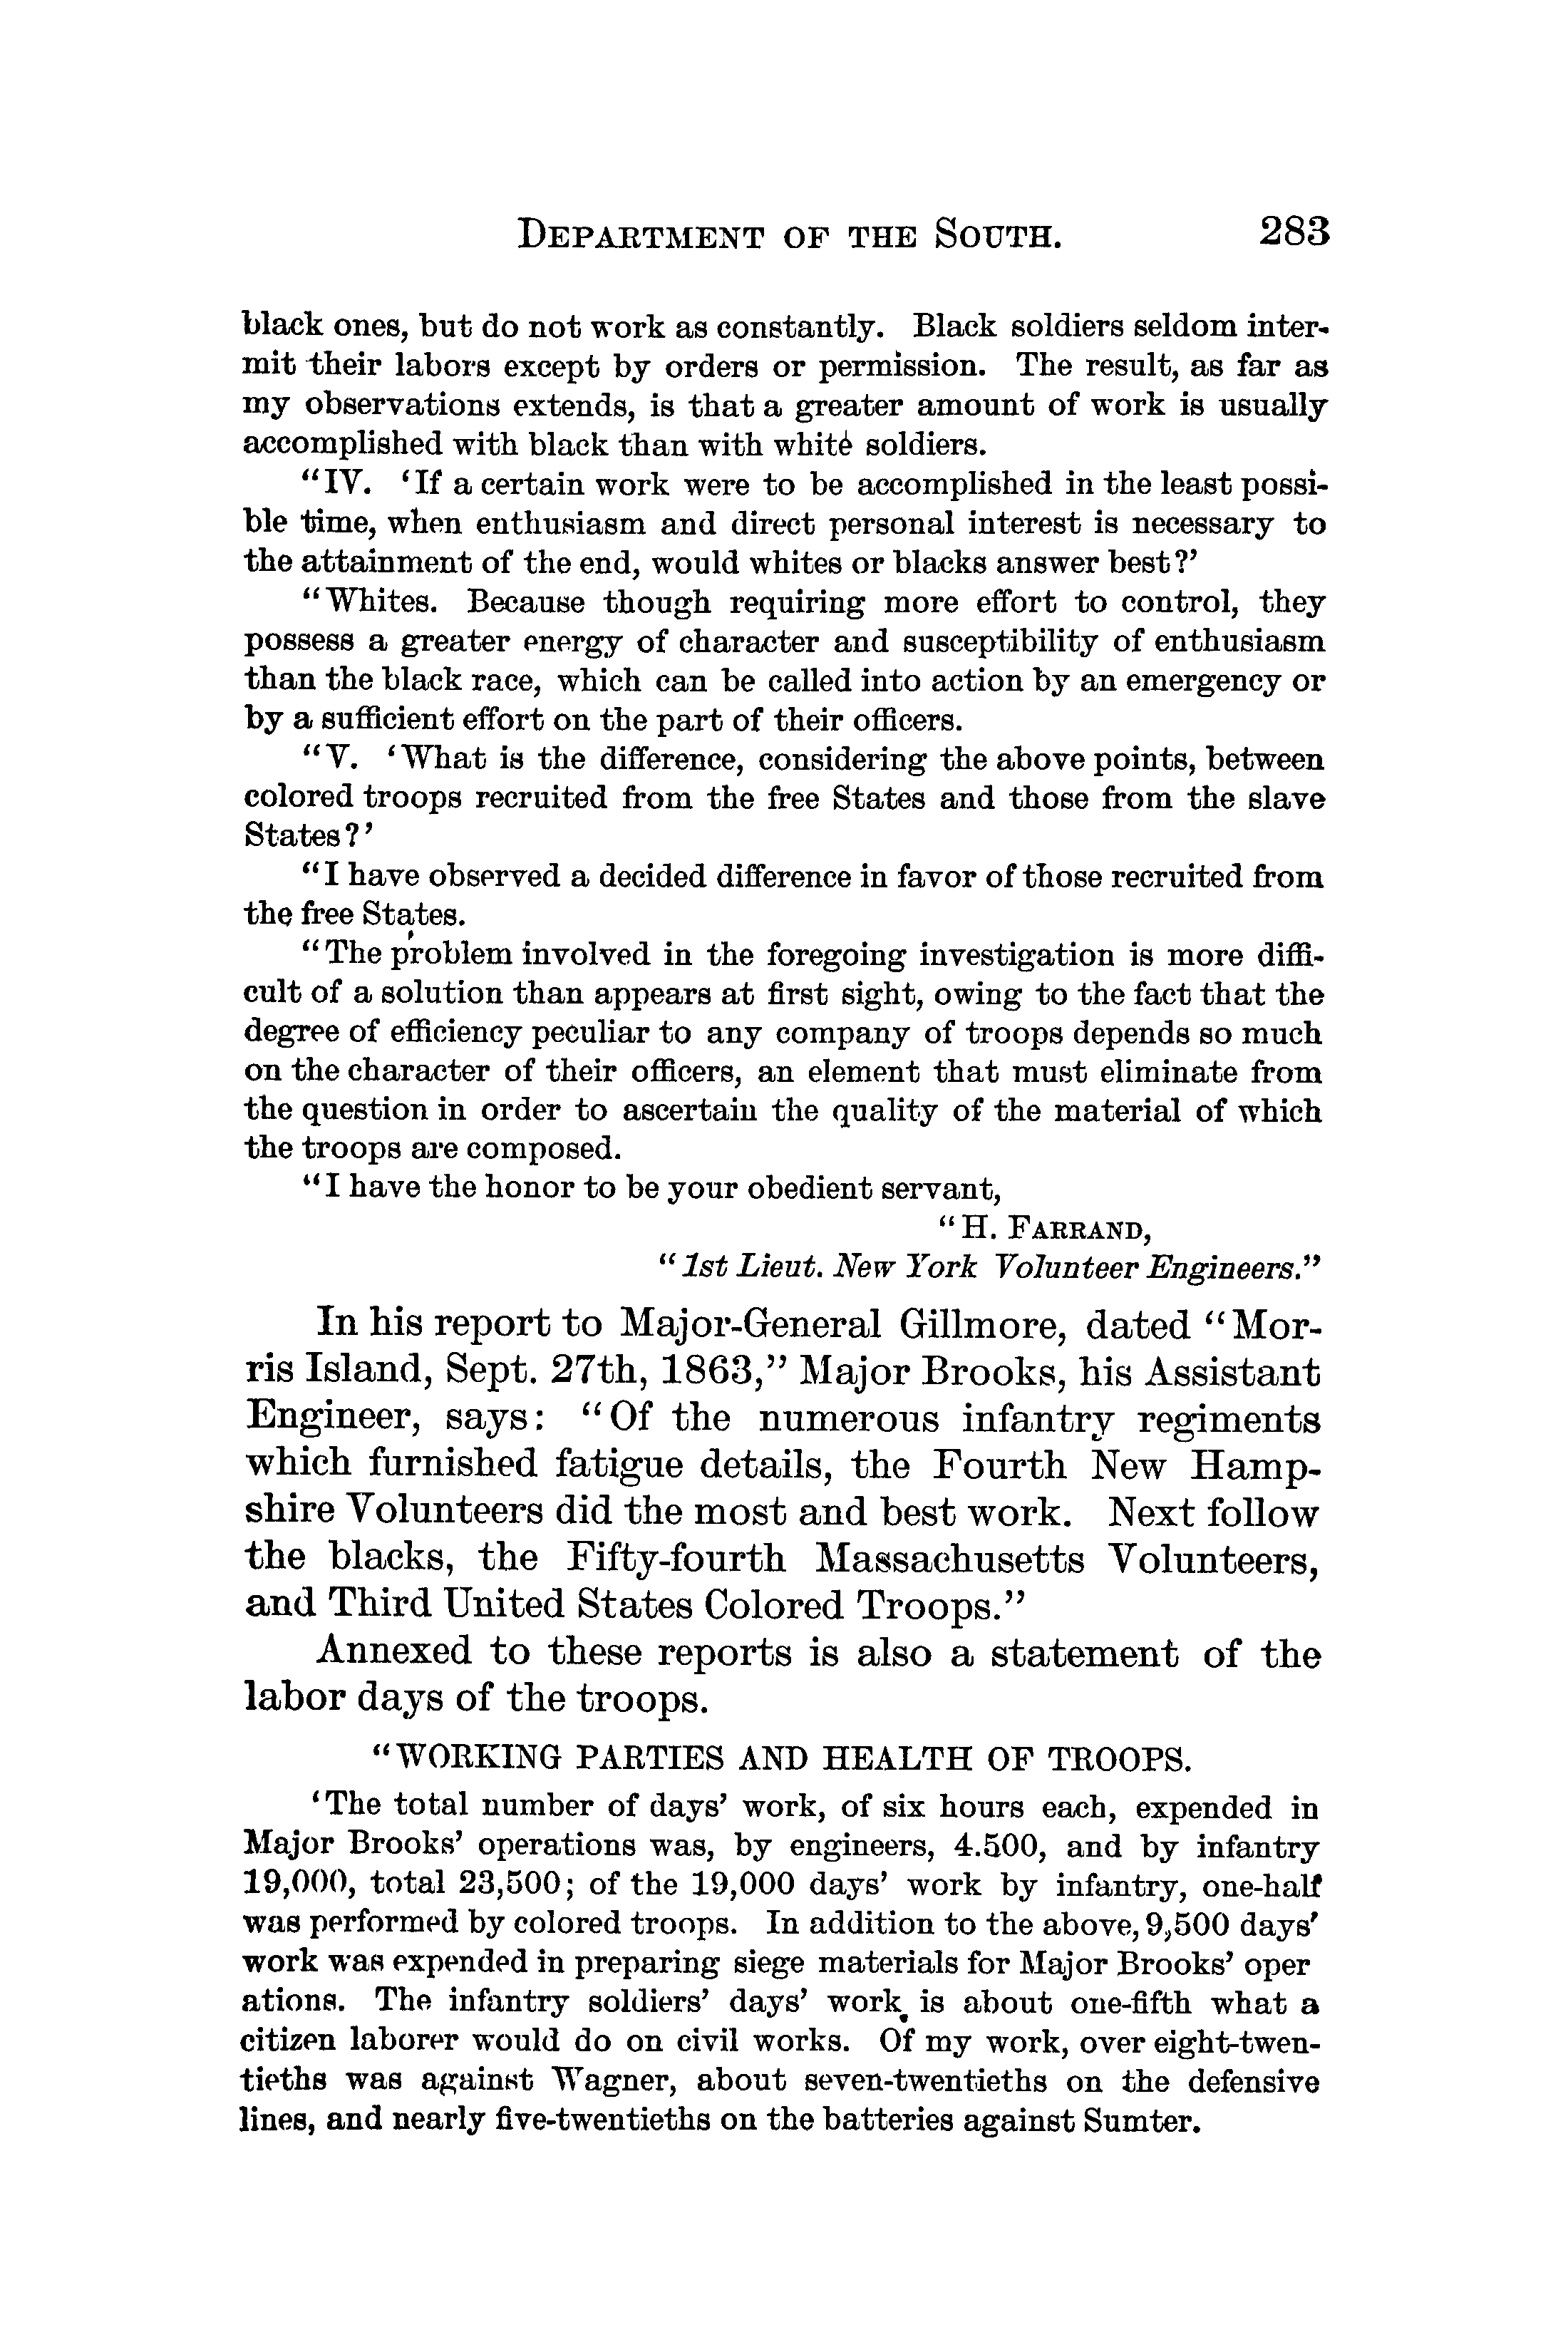 DEPARTMENT OF THE SOUTH. 283
black ones, but do not work as constantly. Black soldiers seldom inter-
mit their labors except by orders or permission. The result, as far as
my observations extends, is that a greater amount of work is usually
accomplished with black than with white soldiers.
“IV. ‘If a certain work were to be accomplished in the least possi-
ble time, when enthusiasm and direct personal interest is necessary to
the attainment of the end, would whites or blacks answer best?’
“Whites. Because though requiring more effort to control, they
possess a greater energy of character and susceptibility of enthusiasm
than the black race, which can be called into action by an emergency or
by a sufficient effort on the part of their officers.
“V. ‘What is the difference, considering the above points, between
colored troops recruited from the free States and those from the slave
States?’
“I have observed a decided difference in favor of those recruited from
the free States.
“The problem involved in the foregoing investigation is more diffi-
cult of a solution than appears at first sight, owing to the fact that the
degree of efficiency peculiar to any company of troops depends so much
on the character of their officers, an element that must eliminate from
the question in order to ascertain the quality of the material of which
the troops are composed.
“I have the honor to be your obedient servant,
“H. FARRAND,
“1st Lieut. New York Volunteer Engineers.”
In his report to Major-General Gillmore, dated “Mor-
ris Island, Sept. 27th, 1863,” Major Brooks, his Assistant
Engineer, says: “Of the numerous infantry regiments
which furnished fatigue details, the Fourth New Hamp-
shire Volunteers did the most and best work. Next follow
the blacks, the Fifty-fourth Massachusetts Volunteers,
and Third United States Colored Troops.”
Annexed to these reports is also a statement of the
labor days of the troops.
“WORKING PARTIES AND HEALTH OF TROOPS.
‘The total number of days’ work, of six hours each, expended in
Major Brooks’ operations was, by engineers, 4.500, and by infantry
19,000, total 23,500; of the 19,000 days’ work by infantry, one-half
was performed by colored troops. In addition to the above, 9,500 days’
work was expended in preparing siege materials for Major Brooks’ oper
ations. The infantry soldiers’ days’ work is about one-fifth what a
citizen laborer would do on civil works. Of my work, over eight-twen-
tieths was against Wagner, about seven-twentieths on the defensive
lines, and nearly five-twentieths on the batteries against Sumter.